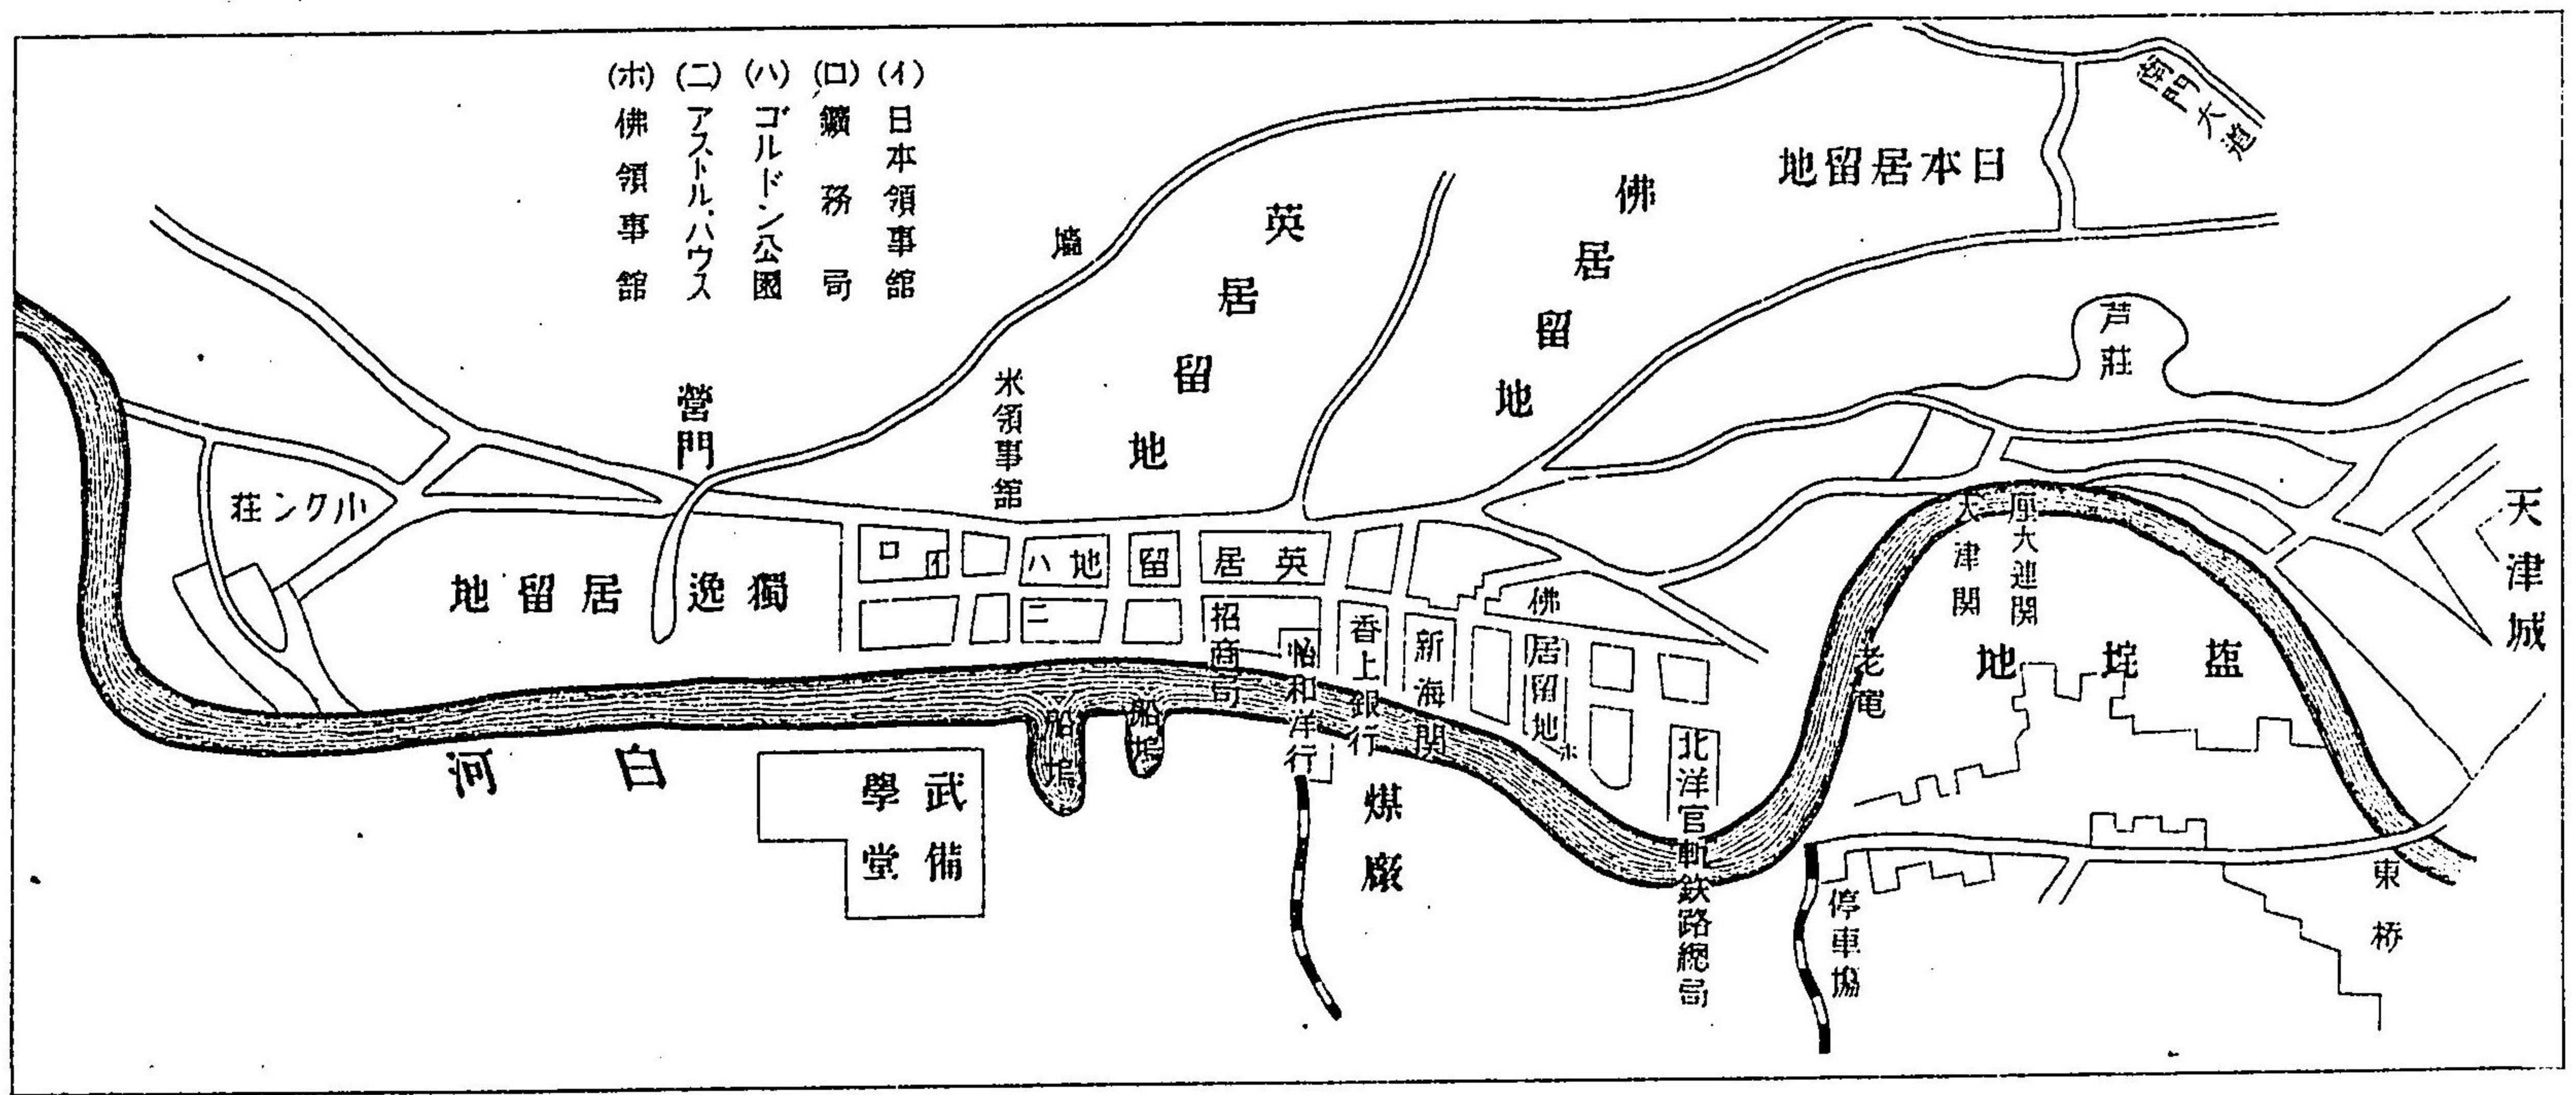 (イ)日本領事館
(ロ)鑛務局
(ハ)ゴルドン公園
(ニ)アストル.ハウス
(ホ)佛領事館
南門大道
日本居留地
佛居留地
英居留地
墻
米領事館
營門
芦荘
天津城
小クン荘
獨逸居留地
ロ
イ
ハ
ニ
英居留地
佛居留地
ホ
招商局
怡和洋行
香上銀行
新海関
北洋官軌鉄路總局
天津関
大連関
老竜
塩坨地
白河
船塢
船塢
武備學堂
煤廠
停車場
東桥